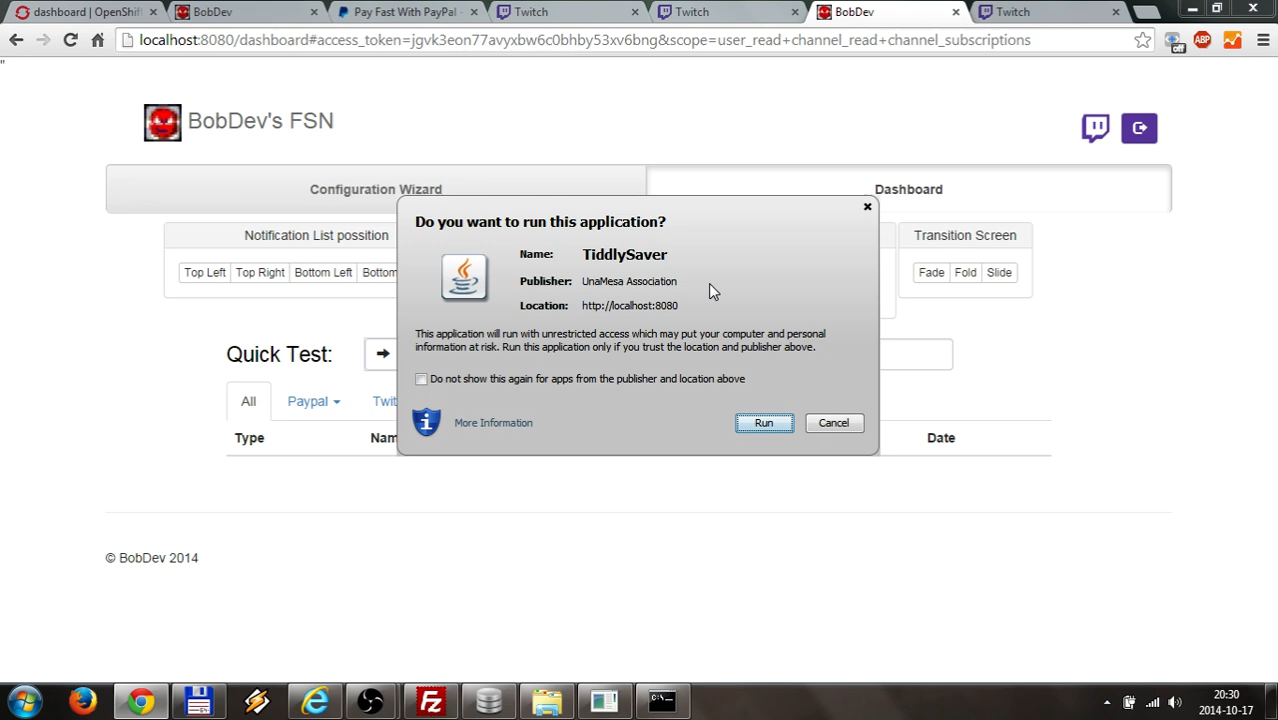 dashboard | OpenShift
BobDev
Pay Fast With PayPal -
Twitch
Twitch
BobDev
Twitch
localhost:8080/dashboard#access_token=jgvk3eon77avyxbw6c0bhby53xv6bng&scope=user_read+channel_read+channel_subscriptions
off
ABP
"
BobDev's FSN
Configuration Wizard
Dashboard
Notification List possition
Transition Screen
Top Left
Top Right
Bottom Left
Bottom
Fade
Fold
Slide
Do you want to run this application?
Name: TiddlySaver
Publisher: UnaMesa Association
Location: http://localhost:8080
This application will run with unrestricted access which may put your computer and personal
information at risk. Run this application only if you trust the location and publisher above.
Do not show this again for apps from the publisher and location above
More Information
Run
Cancel
Quick Test:
All
Paypal
Twit
Type
Nam
Date
© BobDev 2014
20:30
2014-10-17